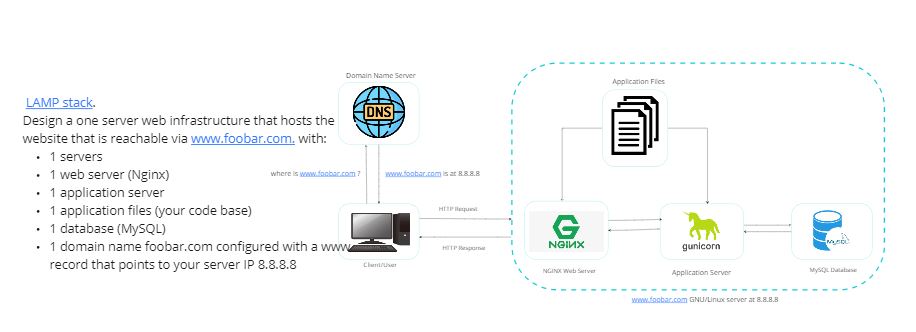 LAMP stack.
Design a one server web infrastructure that hosts the
website that is reachable via www.foobar.com. with:
• 1 servers
• 1 web server (Nginx)
• 1 application server
• 1 application files (your code base)
• 1 database (MySQL)
• 1 domain name foobar.com configured with a www
record that points to your server IP 8.8.8.8
Domain Name Server
DNS
where is www.foobar.com ?
www.foobar.com is at 8.8.8.8
Client/User
HTTP Request
HTTP Response
Application Files
NGINX
NGINX Web Server
gunicorn
Application Server
MySQL
MySQL Database
www.foobar.com GNU/Linux server at 8.8.8.8